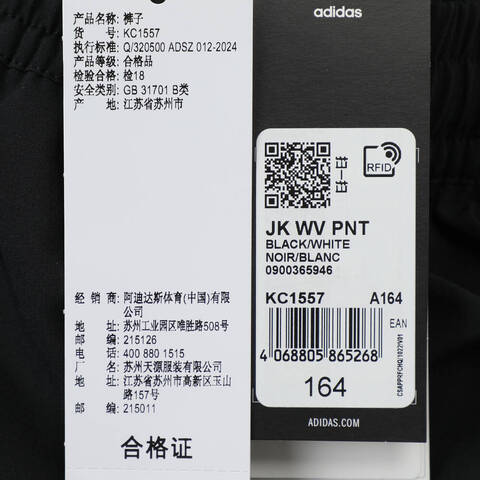 产品名称: 裤子
货 号: KC1557
执行标准: Q/320500 ADSZ 012-2024
产品等级: 合格品
检验合格: 检18
安全类别: GB 31701 B类
产 地: 江苏省苏州市
经 销 商: 阿迪达斯体育(中国)有限
公司
地 址: 苏州工业园区唯胜路508号
邮 编: 215126
电 话: 400 880 1515
厂 名: 苏州天源服装有限公司
地 址: 江苏省苏州市高新区玉山
路157号
邮 编: 215011
合格证
adidas
RFID
JK WV PNT
BLACK/WHITE
NOIR/BLANC
0900365946
KC1557 A164
EAN
4 068805 865268
164
ADIDAS.COM